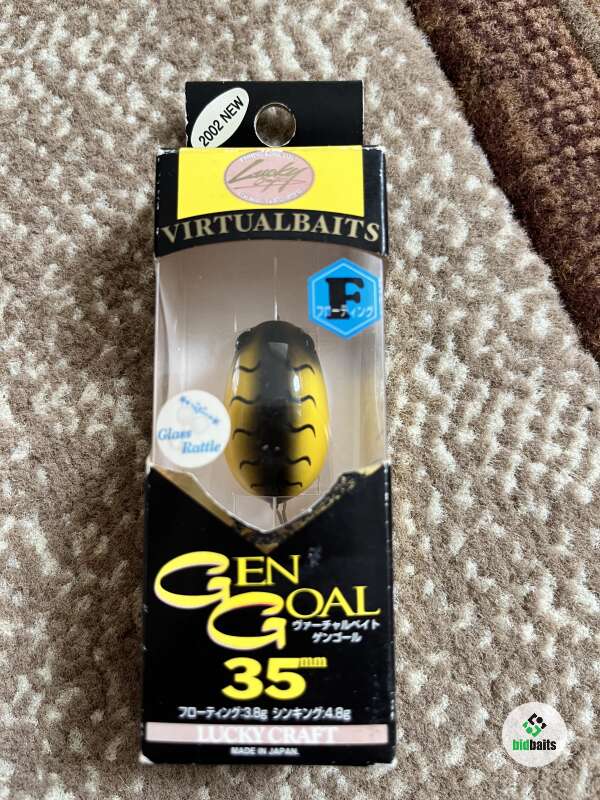 2002 NEW
Lucky
VIRTUALBAITS
F
フローティング
Glass
Rattle
GEN
GOAL
ヴァーチャルベイト
ゲンゴール
35mm
フローティング:3.8g シンキング:4.8g
LUCKY CRAFT
MADE IN JAPAN.
bidbaits